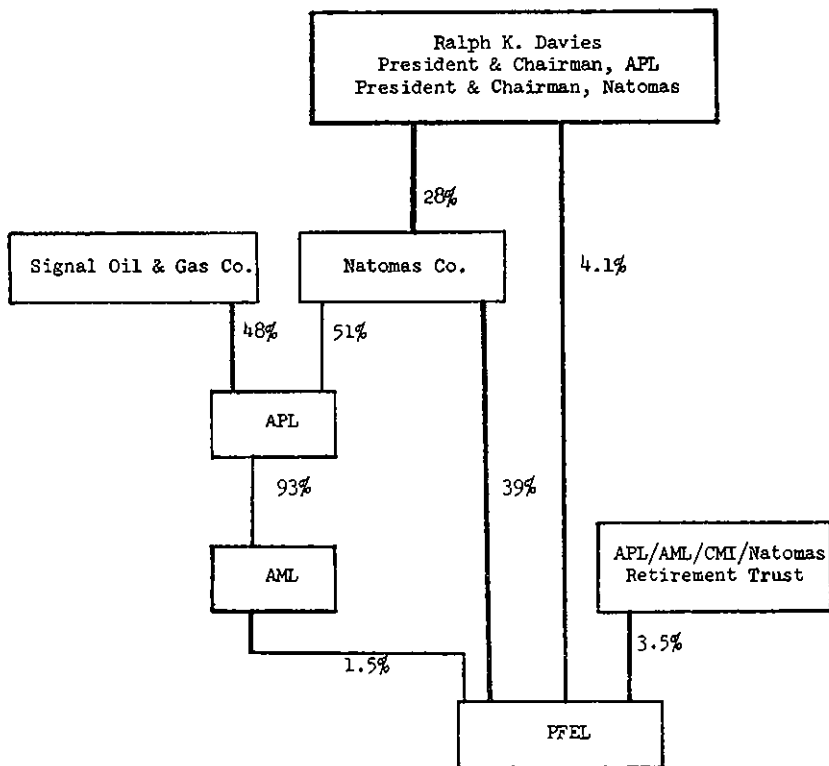 Ralph K. Davies
President & Chairman, APL
President & Chairman, Natomas
28%
4.1%
Signal Oil & Gas Co.
Natomas Co.
48%
51%
APL
93%
39%
AML
APL/AML/CMI/Natomas
Retirement Trust
1.5%
3.5%
PFEL